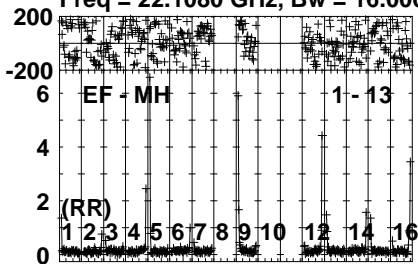 Freq = 22.1080 GHz, Bw = 16.000
200
-200
6
EF - MH 1 - 13
4
2
(RR)
1 2 3 4 5 6 7 8 9 10 12 14 16
0